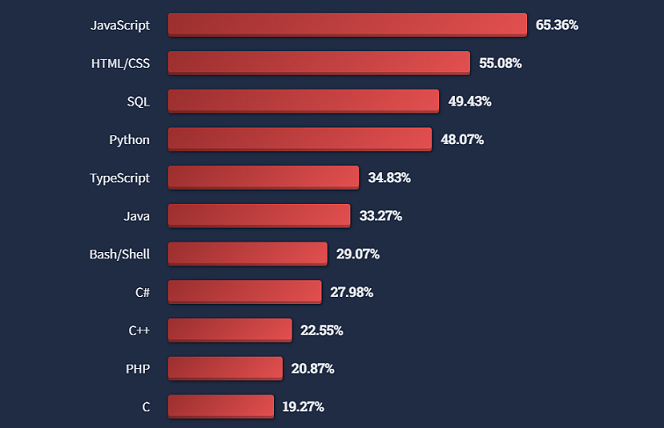 JavaScript 65.36%
HTML/CSS 55.08%
SQL 49.43%
Python 48.07%
TypeScript 34.83%
Java 33.27%
Bash/Shell 29.07%
C# 27.98%
C++ 22.55%
PHP 20.87%
C 19.27%